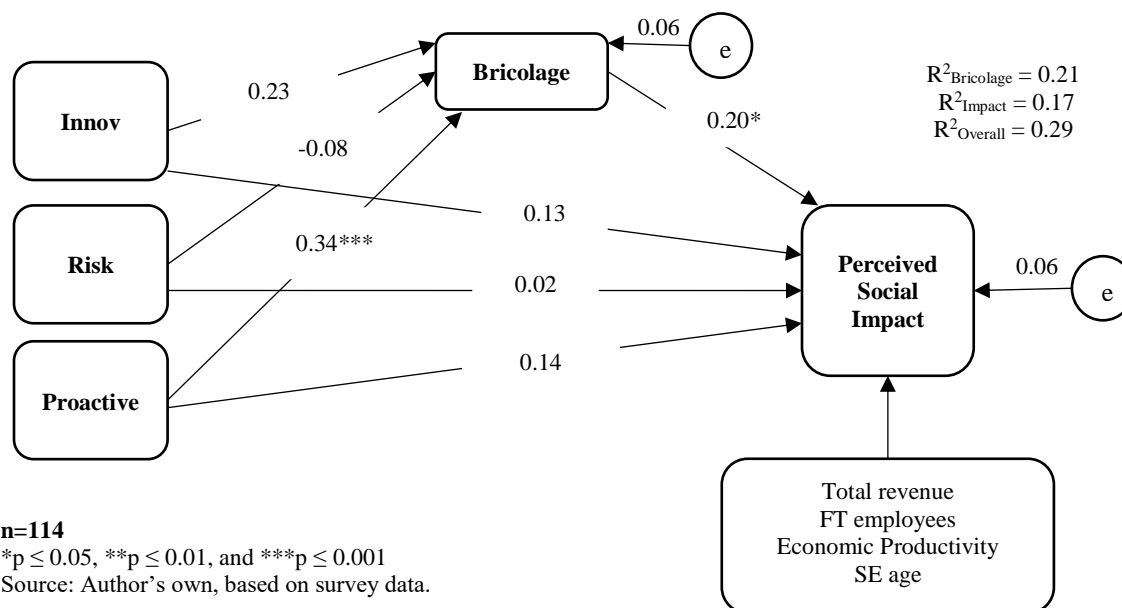 0.06
e
Bricolage
R²Bricolage = 0.21
R²Impact = 0.17
R²Overall = 0.29
0.23
Innov
0.20*
-0.08
0.13
0.34***
Risk
0.02
Perceived
Social
Impact
0.06
e
0.14
Proactive
Total revenue
FT employees
Economic Productivity
SE age
n=114
*p ≤ 0.05, **p ≤ 0.01, and ***p ≤ 0.001
Source: Author’s own, based on survey data.